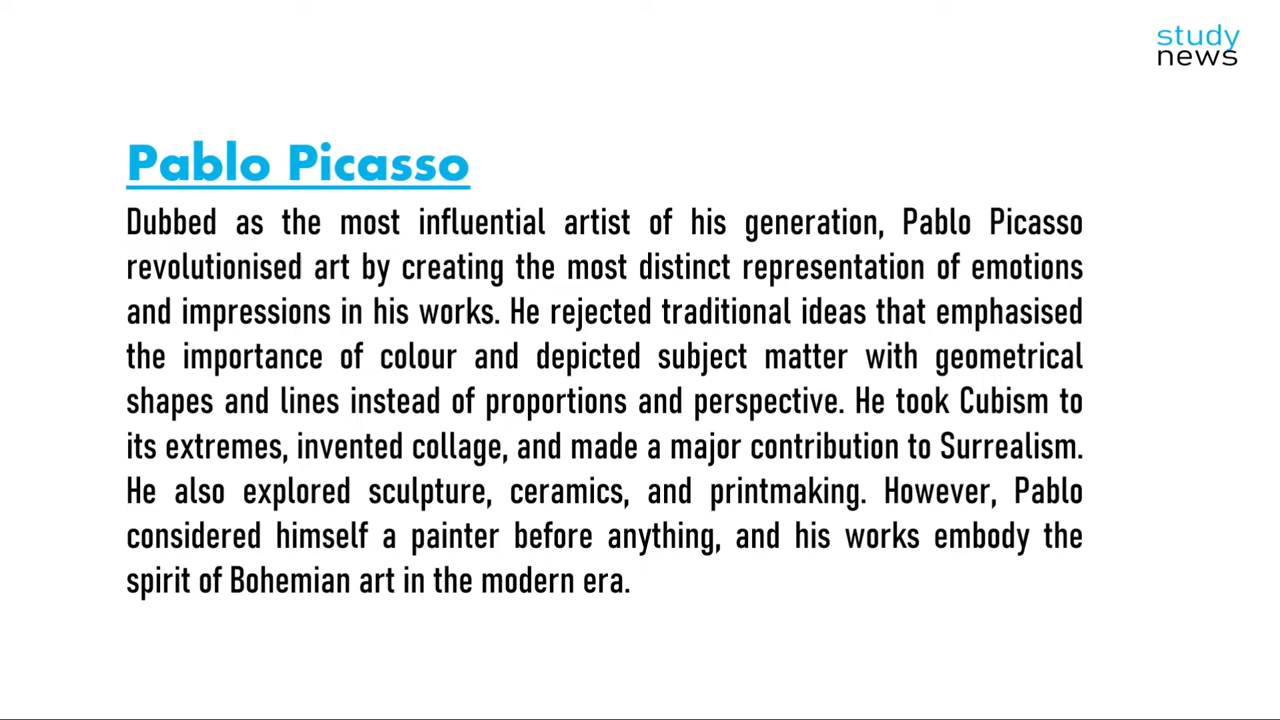 study
news
Pablo Picasso
Dubbed as the most influential artist of his generation, Pablo Picasso
revolutionised art by creating the most distinct representation of emotions
and impressions in his works. He rejected traditional ideas that emphasised
the importance of colour and depicted subject matter with geometrical
shapes and lines instead of proportions and perspective. He took Cubism to
its extremes, invented collage, and made a major contribution to Surrealism.
He also explored sculpture, ceramics, and printmaking. However, Pablo
considered himself a painter before anything, and his works embody the
spirit of Bohemian art in the modern era.